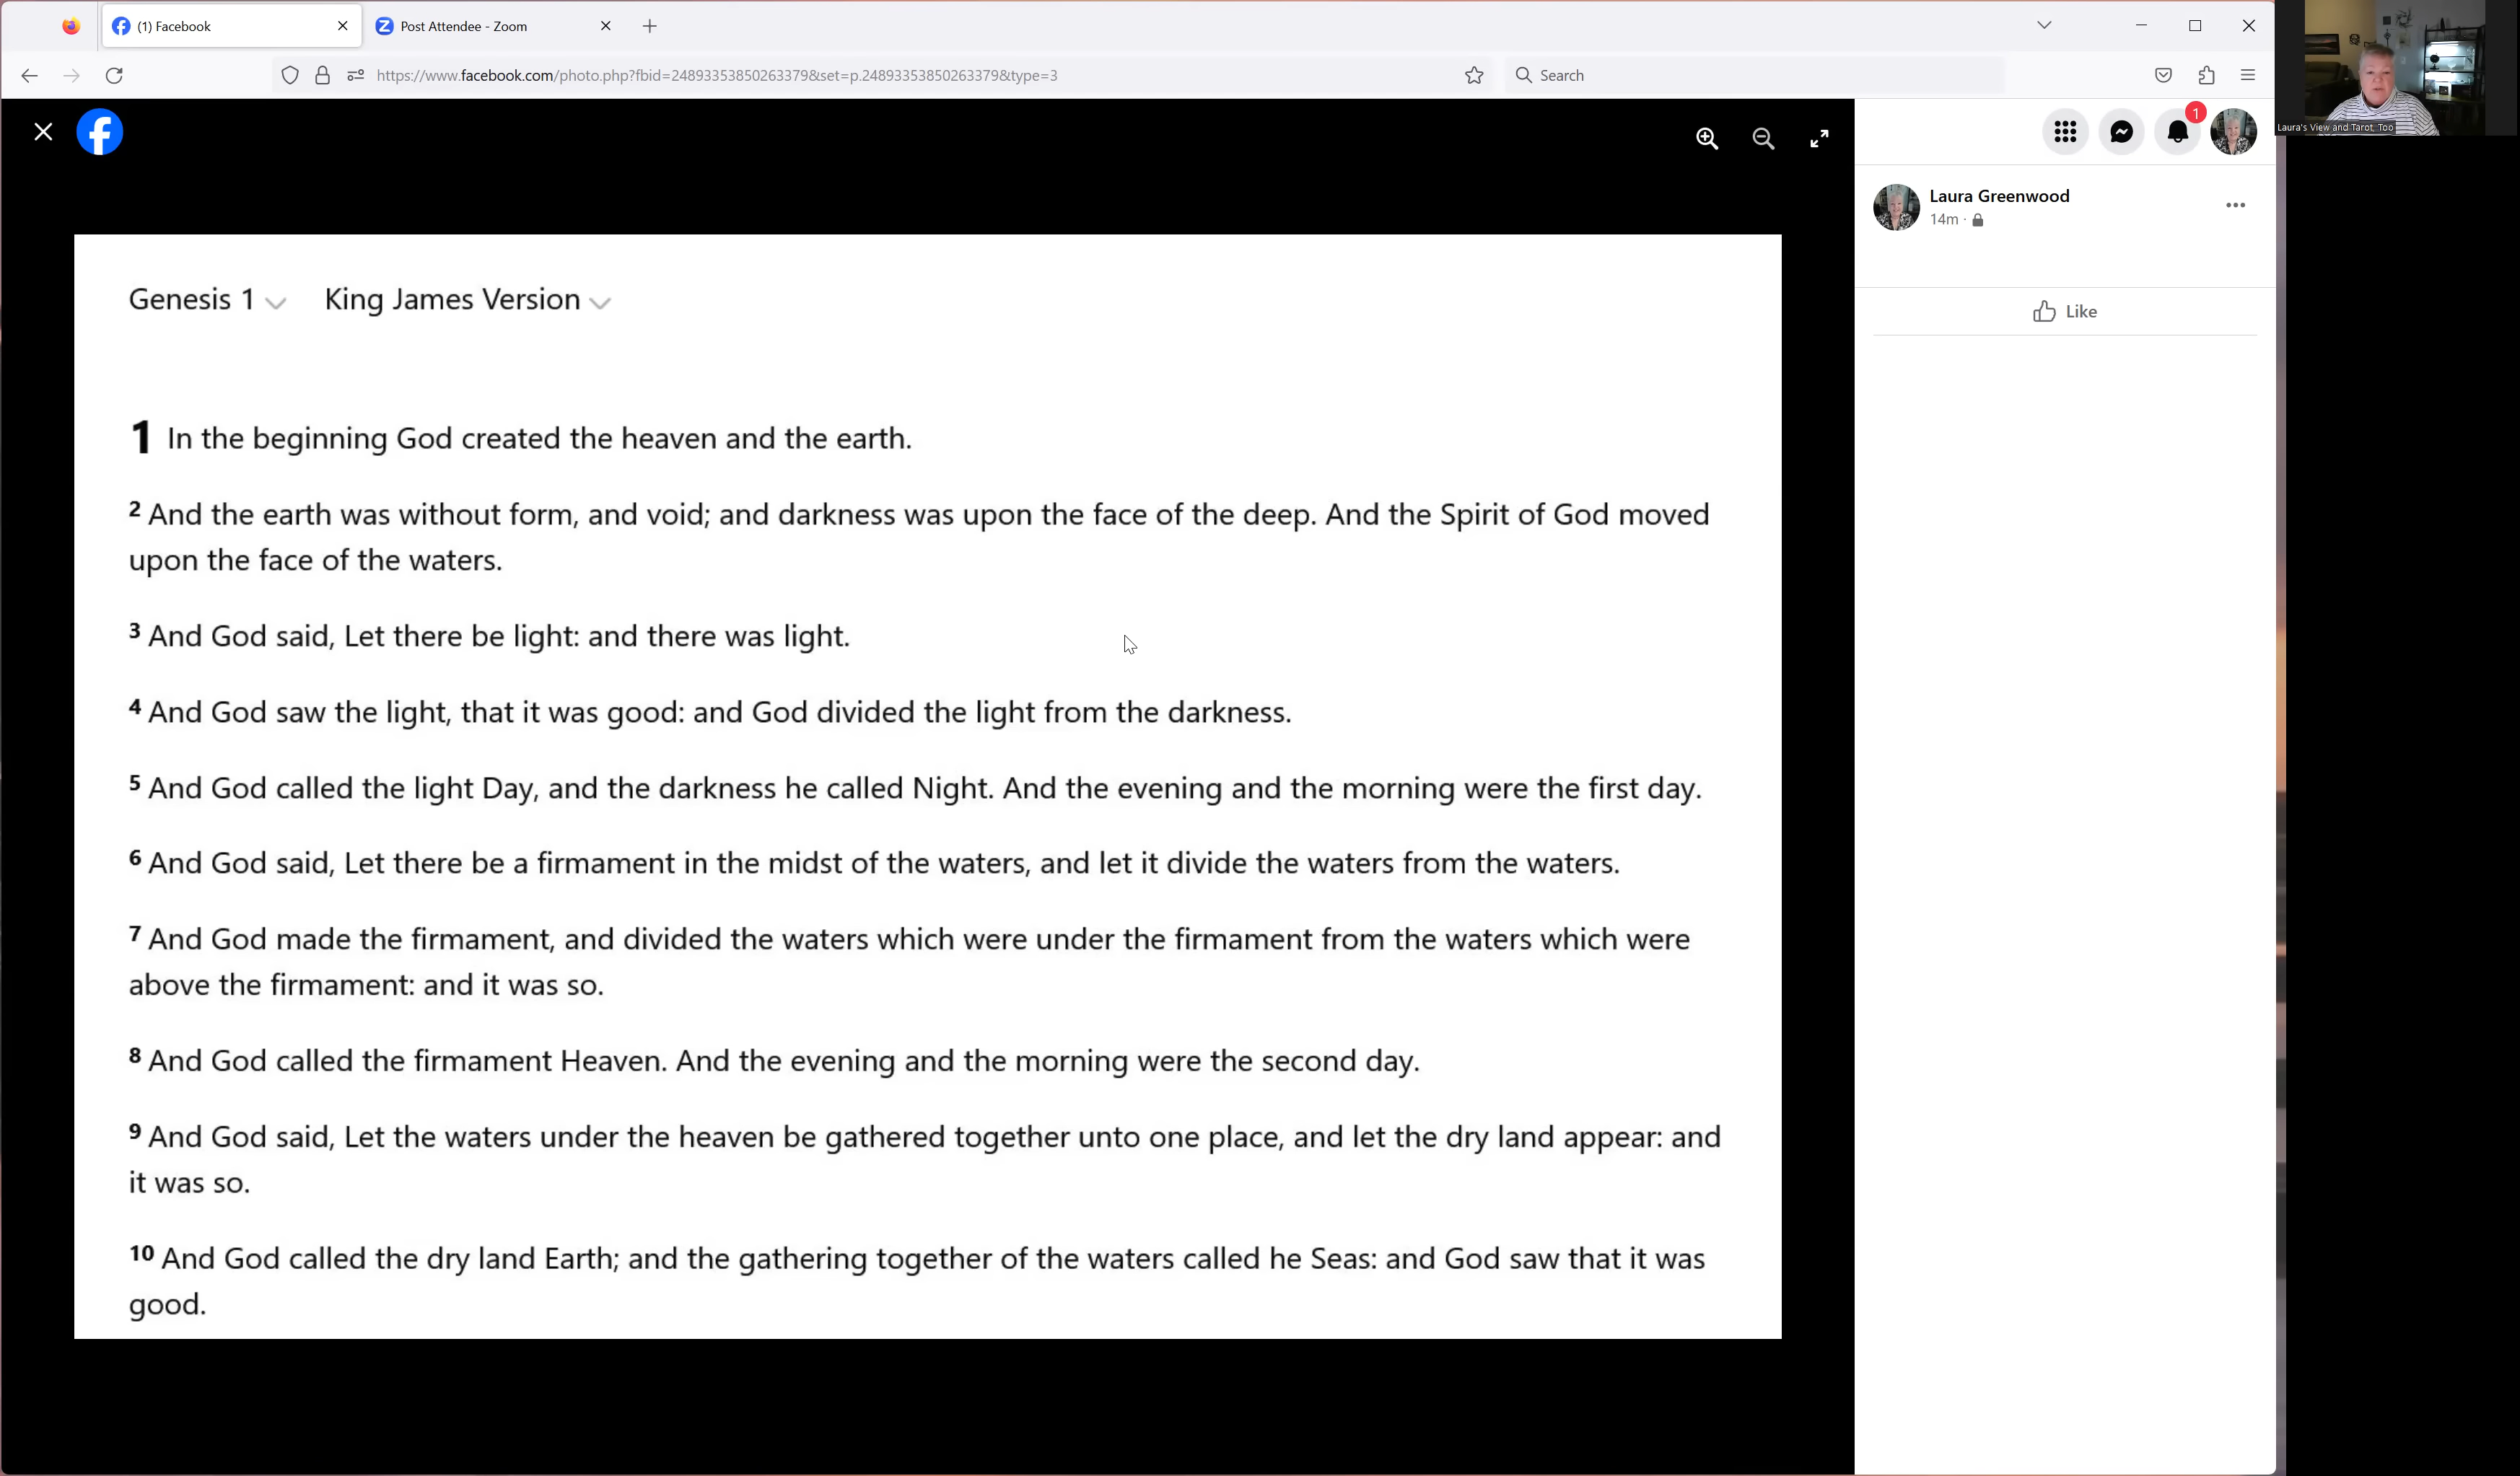 (1) Facebook
Post Attendee - Zoom
https://www.facebook.com/photo.php?fbid=24893353850263379&set=p.24893353850263379&type=3
Search
1
Laura's View and Tarot, Too
Laura Greenwood
14m ·
Like
Genesis 1 King James Version
1 In the beginning God created the heaven and the earth.
2 And the earth was without form, and void; and darkness was upon the face of the deep. And the Spirit of God moved
upon the face of the waters.
3 And God said, Let there be light: and there was light.
4 And God saw the light, that it was good: and God divided the light from the darkness.
5 And God called the light Day, and the darkness he called Night. And the evening and the morning were the first day.
6 And God said, Let there be a firmament in the midst of the waters, and let it divide the waters from the waters.
7 And God made the firmament, and divided the waters which were under the firmament from the waters which were
above the firmament: and it was so.
8 And God called the firmament Heaven. And the evening and the morning were the second day.
9 And God said, Let the waters under the heaven be gathered together unto one place, and let the dry land appear: and
it was so.
10 And God called the dry land Earth; and the gathering together of the waters called he Seas: and God saw that it was
good.